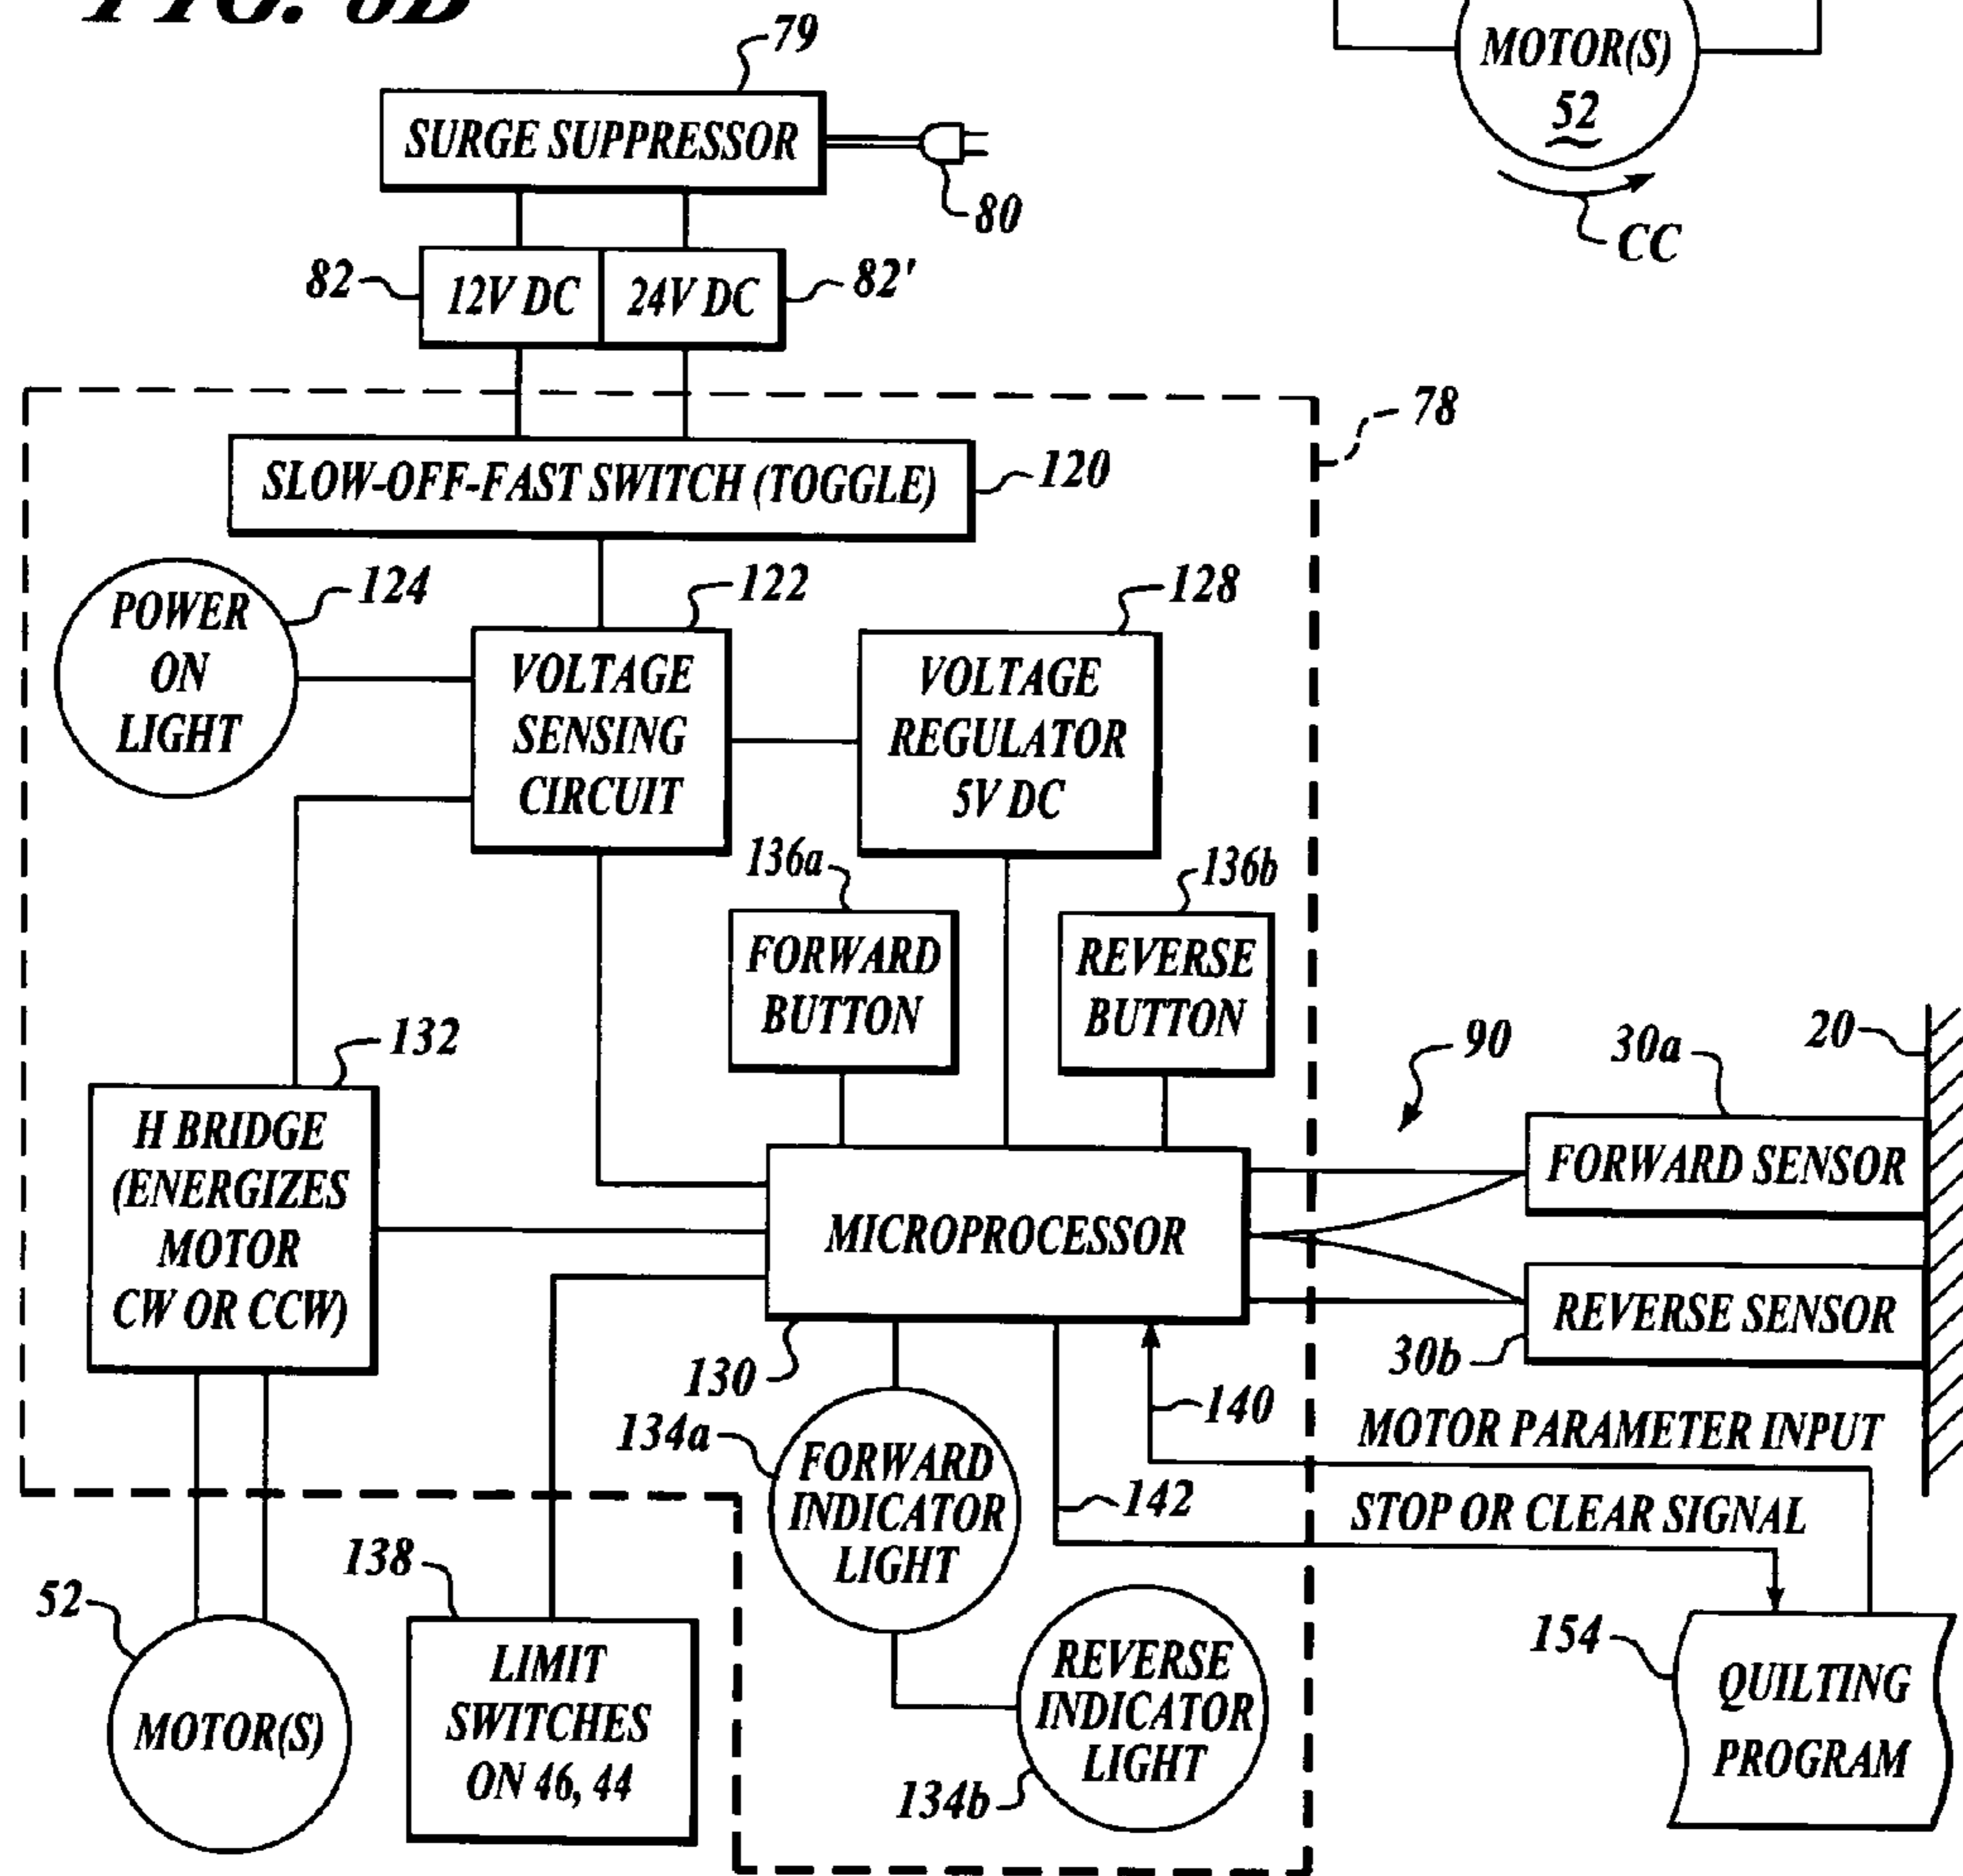 79
MOTOR(S)
52
SURGE SUPPRESSOR
80
CC
82
12V DC
24V DC
82'
78
SLOW-OFF-FAST SWITCH (TOGGLE)
120
124
POWER
ON
LIGHT
122
VOLTAGE
SENSING
CIRCUIT
128
VOLTAGE
REGULATOR
5V DC
136a
FORWARD
BUTTON
136b
REVERSE
BUTTON
132
H BRIDGE
(ENERGIZES
MOTOR
CW OR CCW)
90
30a
20
FORWARD SENSOR
MICROPROCESSOR
REVERSE SENSOR
30b
130
140
MOTOR PARAMETER INPUT
134a
FORWARD
INDICATOR
LIGHT
142
STOP OR CLEAR SIGNAL
52
MOTOR(S)
138
LIMIT
SWITCHES
ON 46, 44
REVERSE
INDICATOR
LIGHT
134b
154
QUILTING
PROGRAM